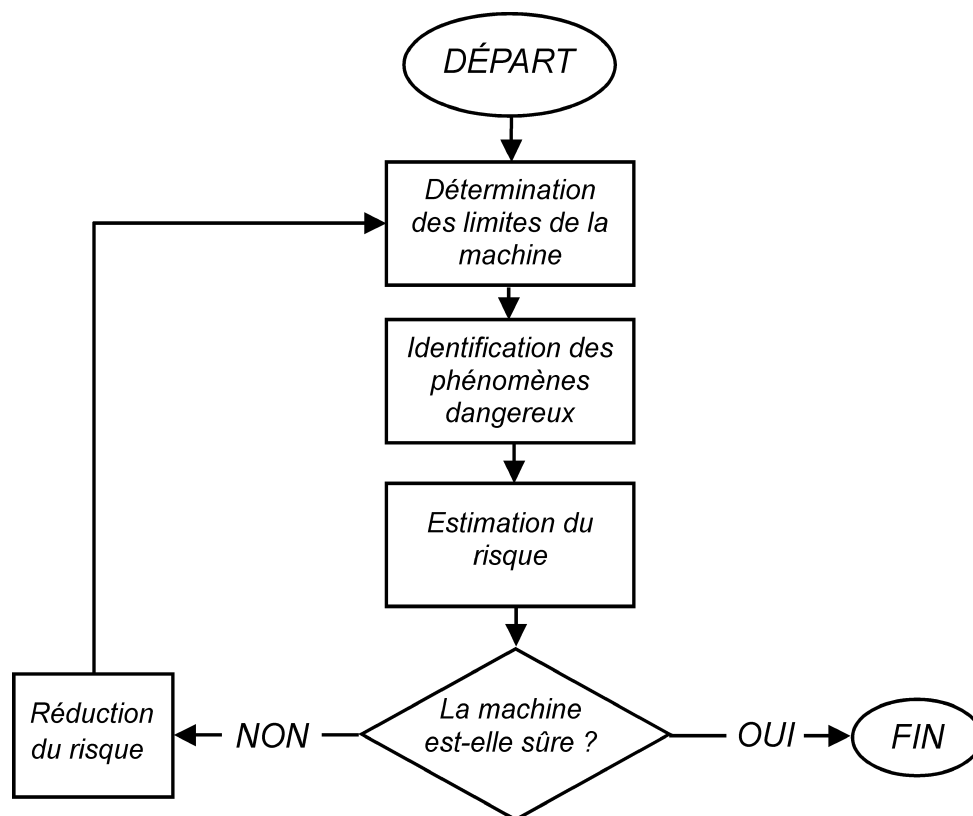 DÉPART
Détermination
des limites de la
machine
Identification des
phénomènes
dangereux
Estimation du
risque
La machine
est-elle sûre ?
Réduction
du risque
NON
OUI
FIN